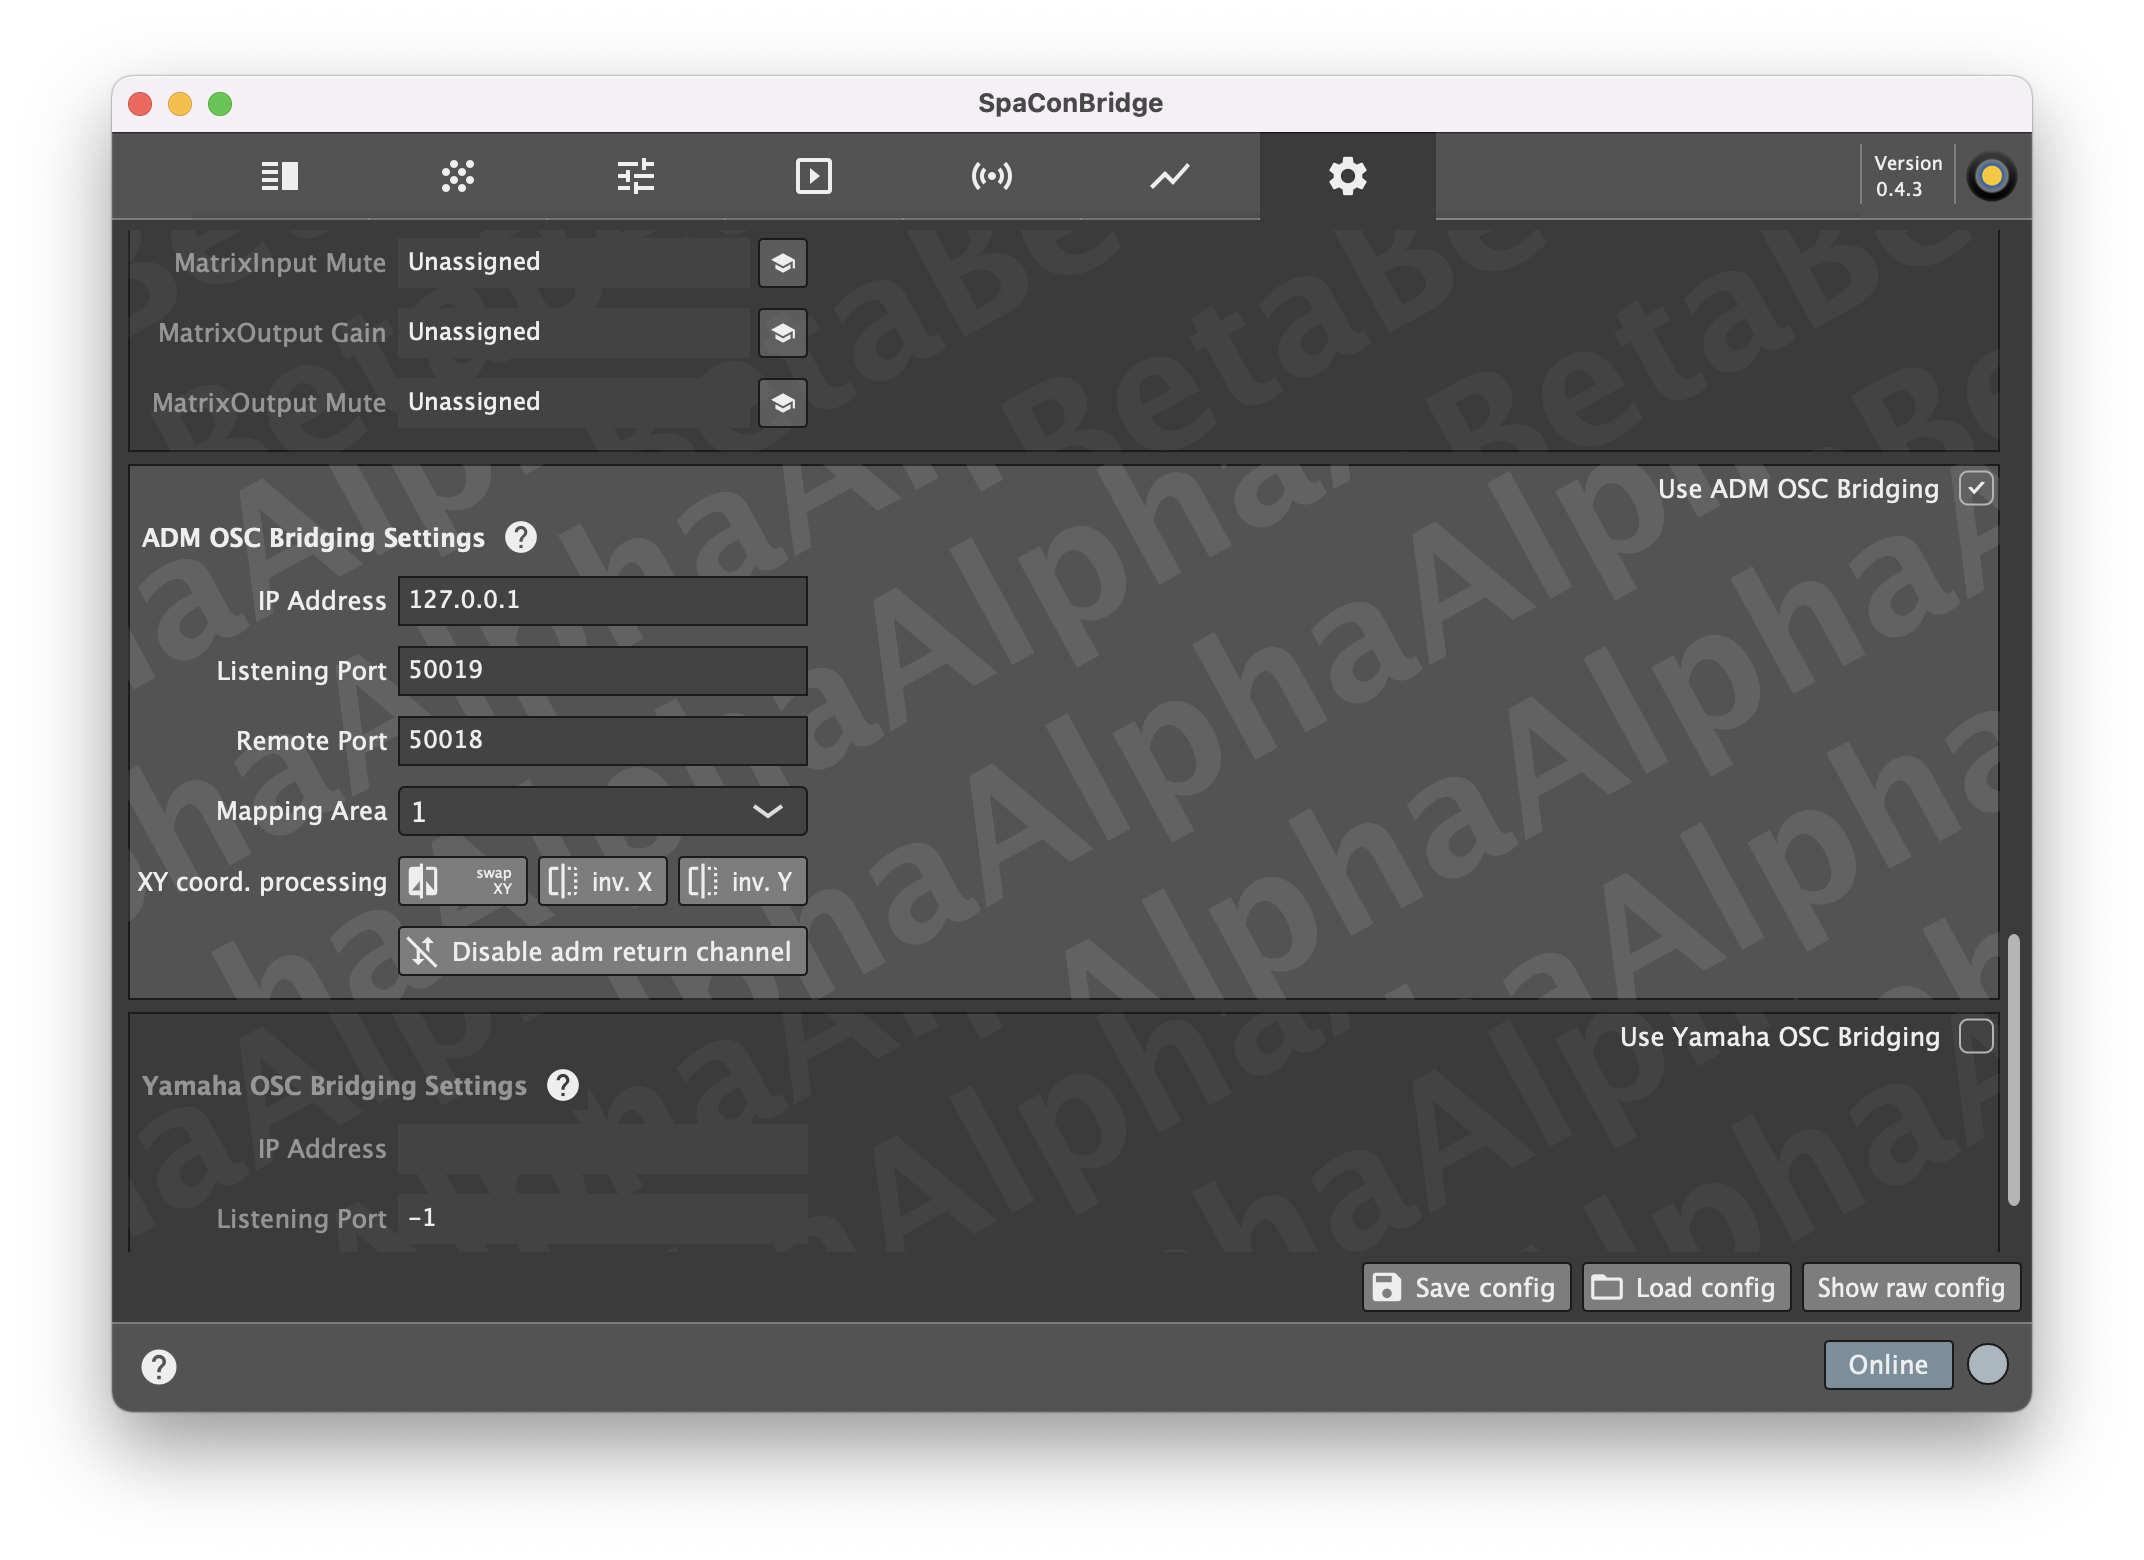 SpaConBridge
Version
0.4.3
MatrixInput Mute Unassigned
MatrixOutput Gain Unassigned
MatrixOutput Mute Unassigned
Use ADM OSC Bridging
ADM OSC Bridging Settings ?
IP Address 127.0.0.1
Listening Port 50019
Remote Port 50018
Mapping Area 1
XY coord. processing swap XY inv. X inv. Y
Disable adm return channel
Use Yamaha OSC Bridging
Yamaha OSC Bridging Settings ?
IP Address
Listening Port -1
Save config Load config Show raw config
? Online